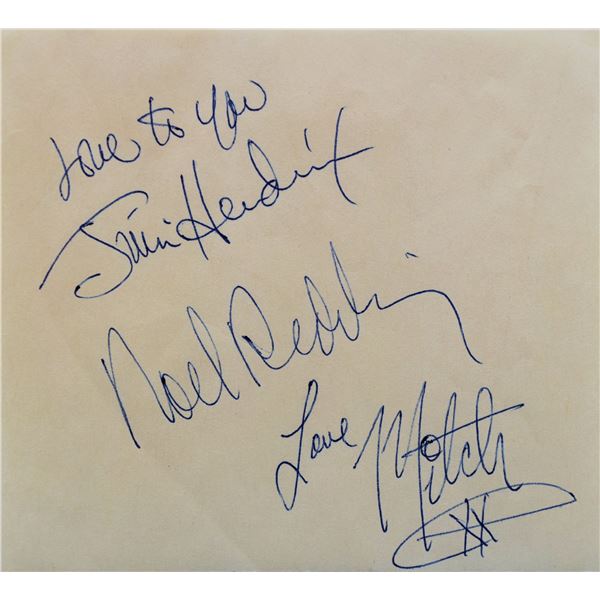 Love to you
Jimi Hendrix
Noel Redding
Love Mitch
XX